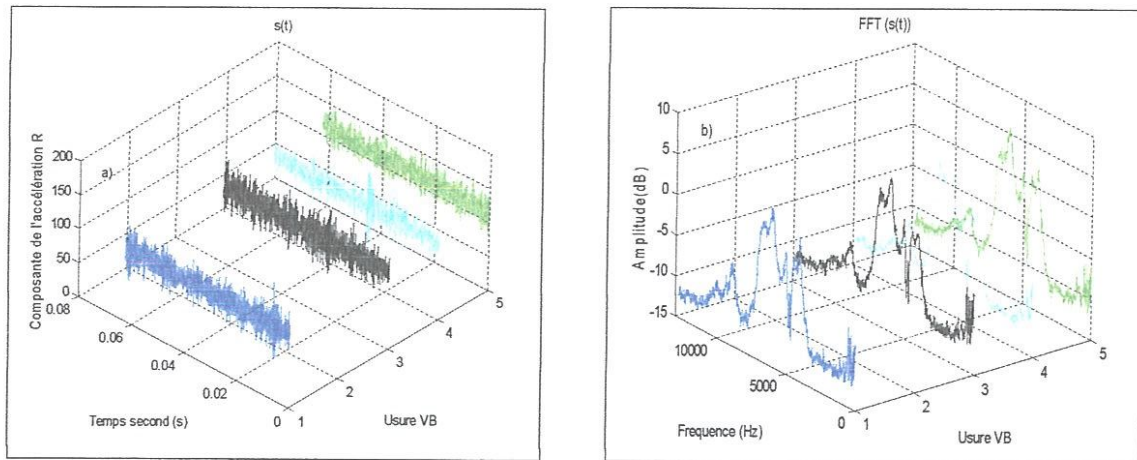 s(t)
a)
Composante de l'accélération R
200
150
100
50
0
0.08
0.06
0.04
0.02
0
Temps second (s)
1
2
3
4
5
Usure VB
FFT (s(t))
b)
Amplitude(dB)
10
5
0
-5
-10
-15
10000
5000
0
Frequence (Hz)
1
2
3
4
5
Usure VB